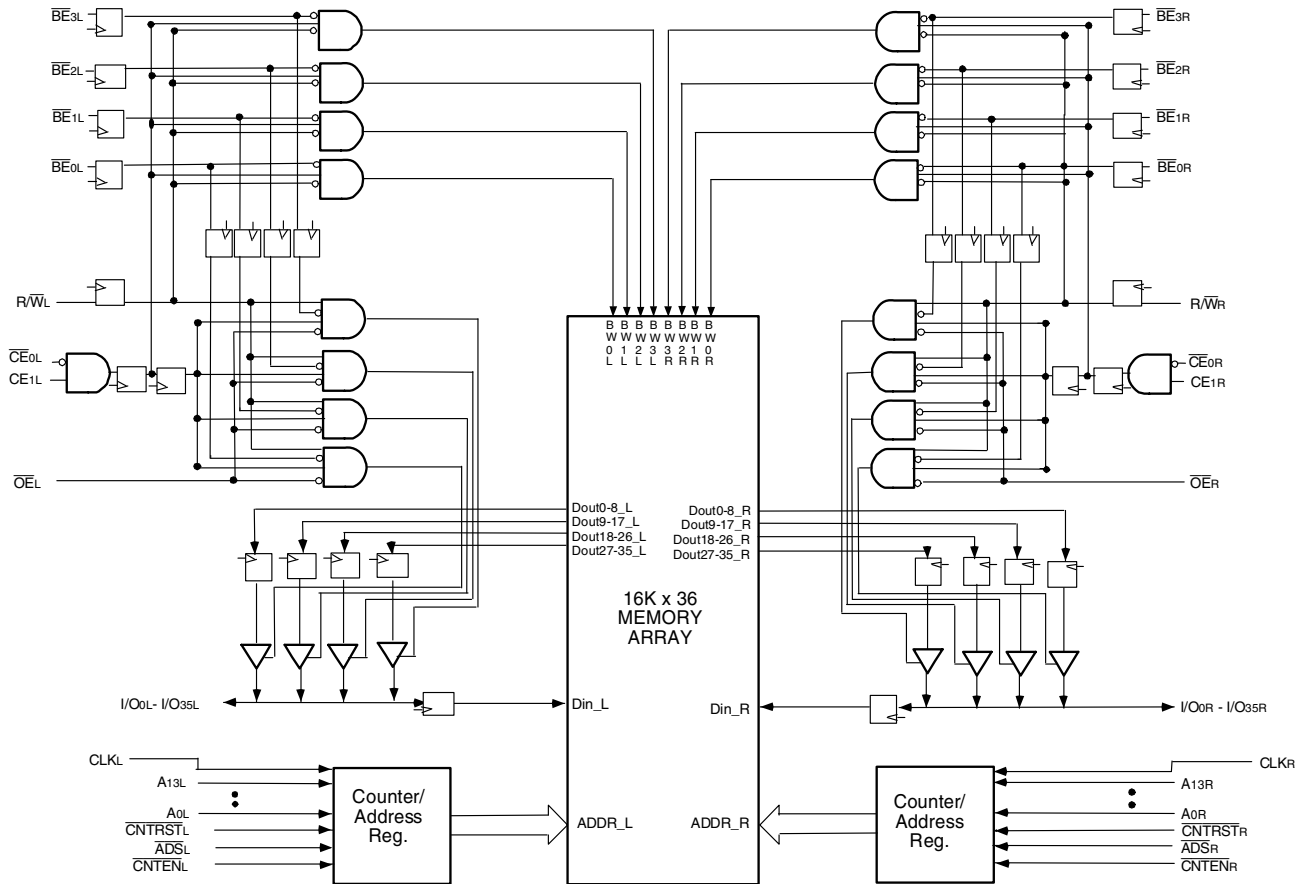 BE3L
BE3R
BE2L
BE2R
BE1L
BE1R
BE0L
BE0R
R/WL
R/WR
B W 0 L
B W 1 L
B W 2 L
B W 3 L
B W 3 R
B W 2 R
B W 1 R
B W 0 R
CE0L
CE1L
CE0R
CE1R
OEL
OER
Dout0-8_L
Dout9-17_L
Dout18-26_L
Dout27-35_L
Dout0-8_R
Dout9-17_R
Dout18-26_R
Dout27-35_R
16K x 36
MEMORY
ARRAY
I/O0L- I/O35L
Din_L
Din_R
I/O0R - I/O35R
CLKL
A13L
A0L
CNTRSTL
ADSL
CNTENL
Counter/
Address
Reg.
ADDR_L
ADDR_R
Counter/
Address
Reg.
CLKR
A13R
A0R
CNTRSTR
ADSR
CNTENR